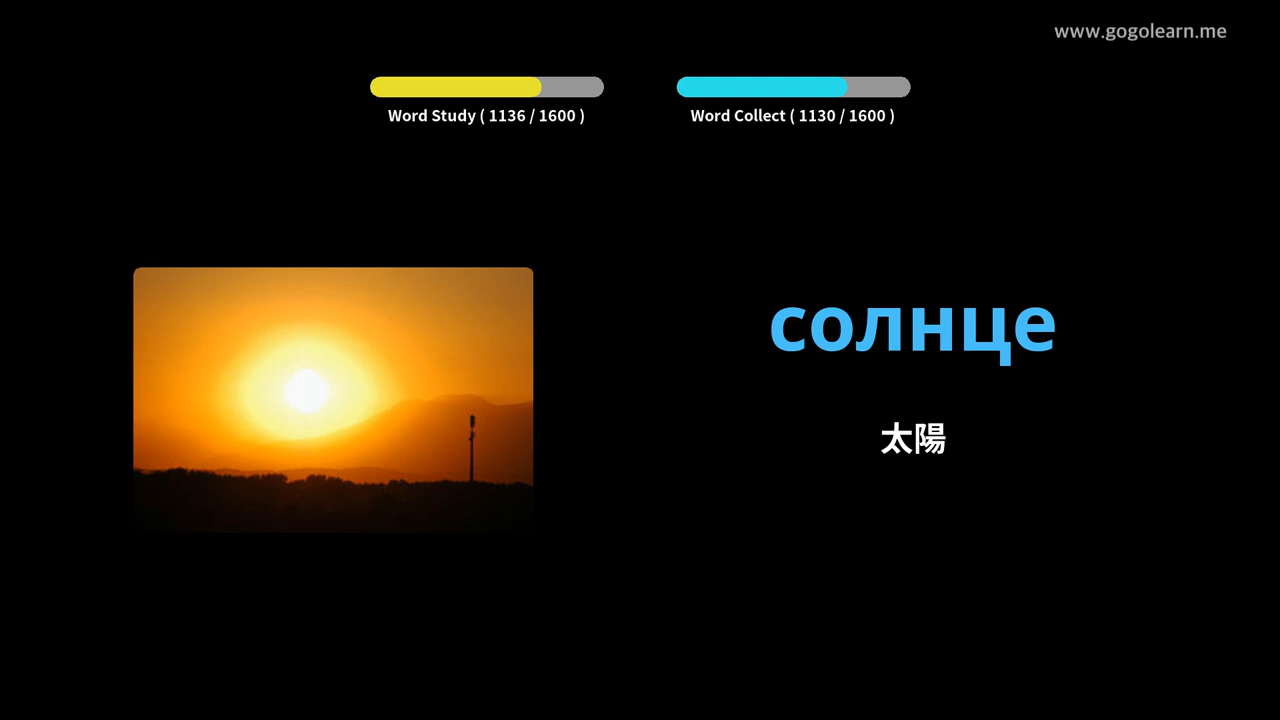 www.gogolearn.me
Word Study ( 1136 / 1600 )
Word Collect ( 1130 / 1600 )
солнце
太陽